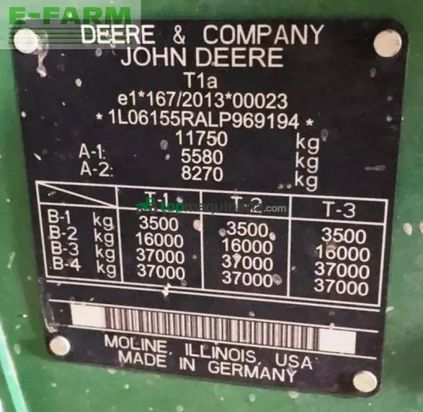 E-FARM
DEERE & COMPANY
JOHN DEERE
T1a
e1*167/2013*00023
*1L06155RALP969194*
11750 kg
A-1: 5580 kg
A-2: 8270 kg
T-1 T-2 T-3
B-1 kg 3500 3500 3500
B-2 kg 16000 16000 16000
B-3 kg 37000 37000 37000
B-4 kg 37000 37000 37000
MOLINE, ILLINOIS, USA
MADE IN GERMANY